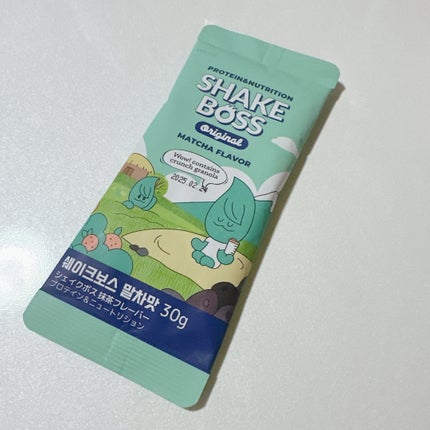 PROTEIN&NUTRITION
SHAKE
BOSS
Original
MATCHA FLAVOR
Wow! contains
crunch granola
2025.02.24
쉐이크보스 말차맛 30g
シェイクボス 抹茶フレーバー
プロテイン&ニュートリション